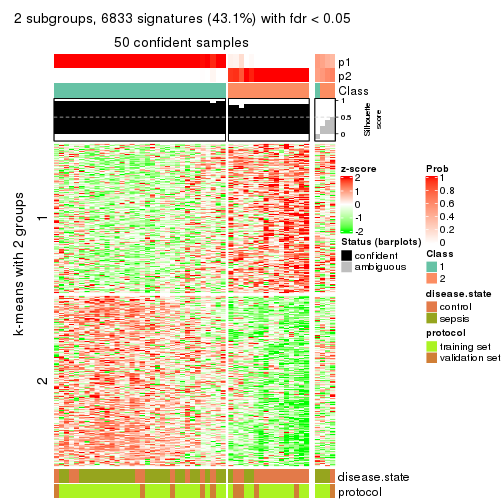 2 subgroups, 6833 signatures (43.1%) with fdr < 0.05
50 confident samples
p1
p2
Class
1
0.5
0
Silhouette
score
k-means with 2 groups
1
2
z-score
2
1
0
-1
-2
Prob
1
0.8
0.6
0.4
0.2
0
Status (barplots)
confident
ambiguous
Class
1
2
disease.state
control
sepsis
protocol
training set
validation set
disease.state
protocol